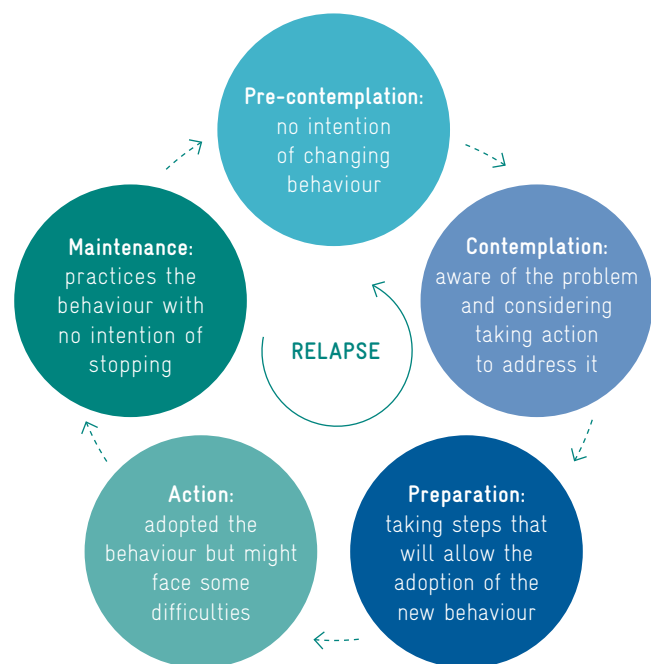 Pre-contemplation:
no intention
of changing
behaviour
Contemplation:
aware of the problem
and considering
taking action
to address it
Preparation:
taking steps that
will allow the
adoption of the
new behaviour
Action:
adopted the
behaviour but might
face some
difficulties
Maintenance:
practices the
behaviour with
no intention of
stopping
RELAPSE